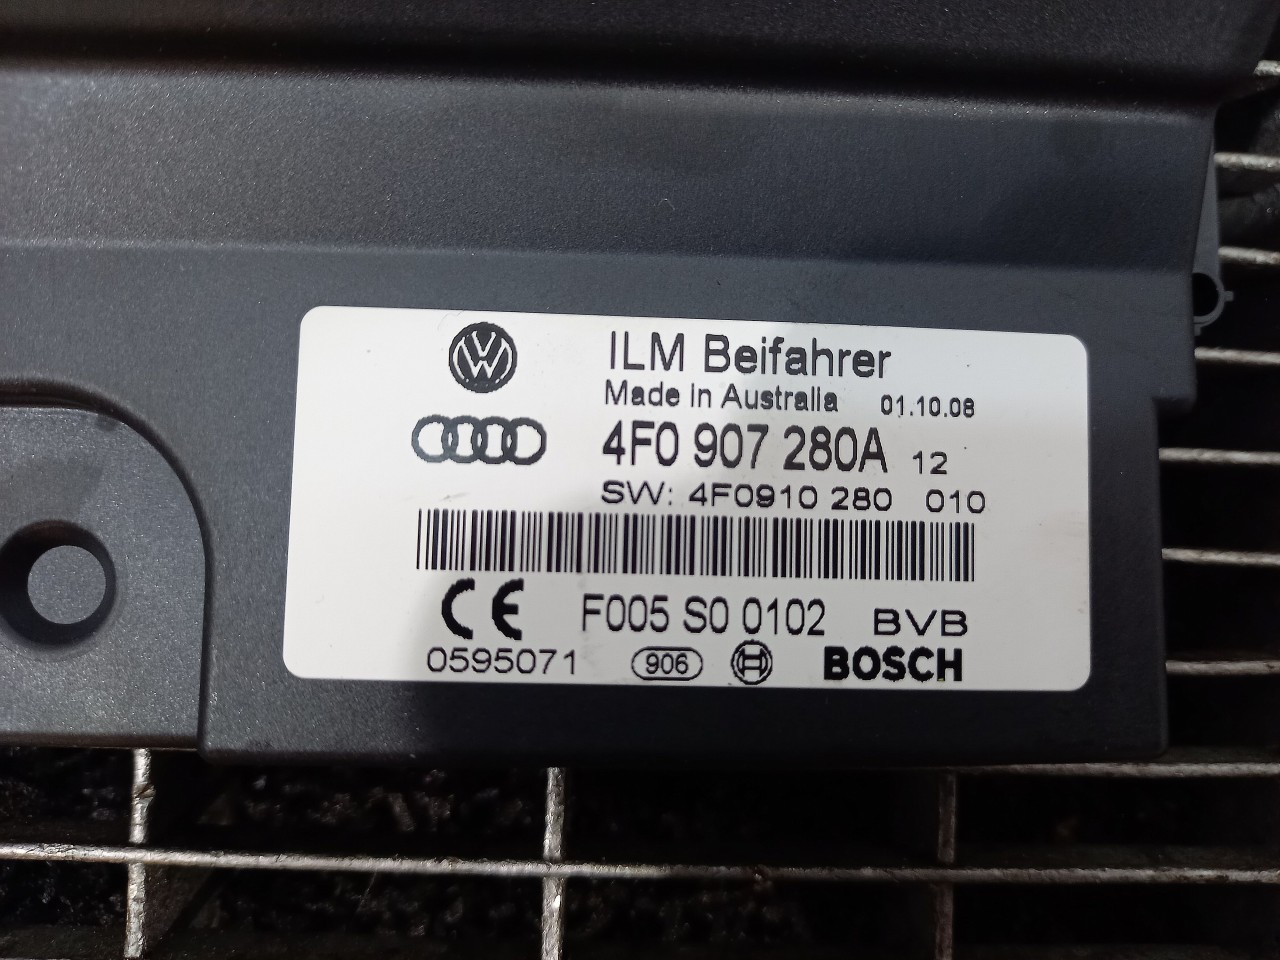 ILM Beifahrer
Made in Australia 01.10.08
4F0 907 280A 12
SW: 4F0910 280 010
CE F005 S0 0102 BVB
0595071 906 BOSCH